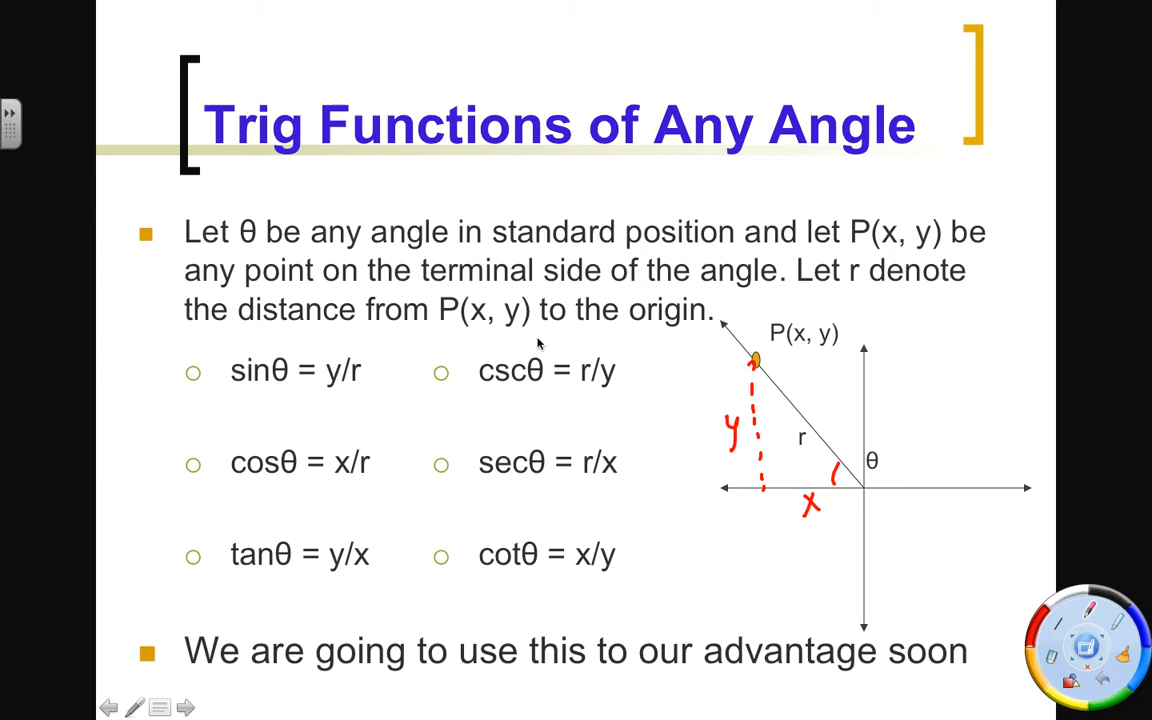 Trig Functions of Any Angle
Let θ be any angle in standard position and let P(x, y) be
any point on the terminal side of the angle. Let r denote
the distance from P(x, y) to the origin.
P(x, y)
sinθ = y/r
cscθ = r/y
y
r
θ
cosθ = x/r
secθ = r/x
x
tanθ = y/x
cotθ = x/y
We are going to use this to our advantage soon